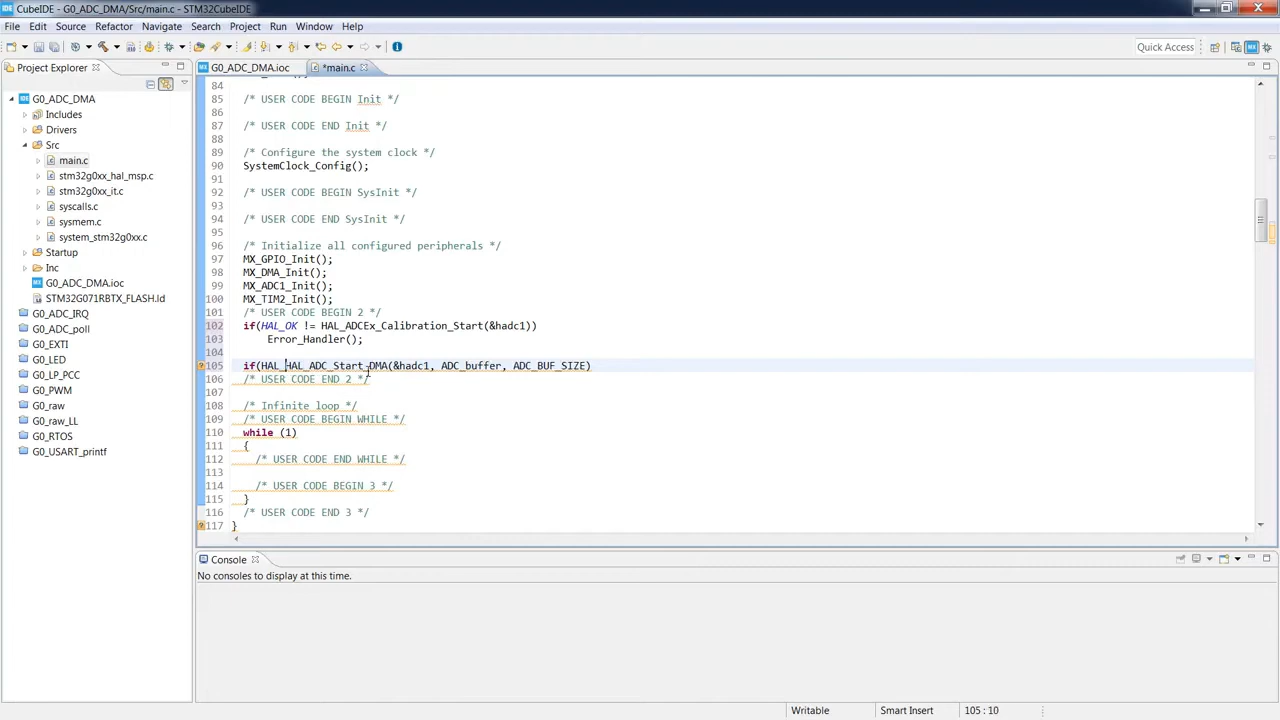 CubeIDE - G0_ADC_DMA/Src/main.c - STM32CubeIDE
File Edit Source Refactor Navigate Search Project Run Window Help
Quick Access
Project Explorer
G0_ADC_DMA
Includes
Drivers
Src
main.c
stm32g0xx_hal_msp.c
stm32g0xx_it.c
syscalls.c
sysmem.c
system_stm32g0xx.c
Startup
Inc
G0_ADC_DMA.ioc
STM32G071RBTX_FLASH.ld
G0_ADC_IRQ
G0_ADC_poll
G0_EXTI
G0_LED
G0_LP_PCC
G0_PWM
G0_raw
G0_raw_LL
G0_RTOS
G0_USART_printf
G0_ADC_DMA.ioc *main.c
84
85 /* USER CODE BEGIN Init */
86
87 /* USER CODE END Init */
88
89 /* Configure the system clock */
90 SystemClock_Config();
91
92 /* USER CODE BEGIN SysInit */
93
94 /* USER CODE END SysInit */
95
96 /* Initialize all configured peripherals */
97 MX_GPIO_Init();
98 MX_DMA_Init();
99 MX_ADC1_Init();
100 MX_TIM2_Init();
101 /* USER CODE BEGIN 2 */
102 if(HAL_OK != HAL_ADCEx_Calibration_Start(&hadc1))
103 Error_Handler();
104
105 if(HAL_HAL_ADC_Start_DMA(&hadc1, ADC_buffer, ADC_BUF_SIZE)
106 /* USER CODE END 2 */
107
108 /* Infinite loop */
109 /* USER CODE BEGIN WHILE */
110 while (1)
111 {
112 /* USER CODE END WHILE */
113
114 /* USER CODE BEGIN 3 */
115 }
116 /* USER CODE END 3 */
117 }
Console
No consoles to display at this time.
Writable Smart Insert 105 : 10